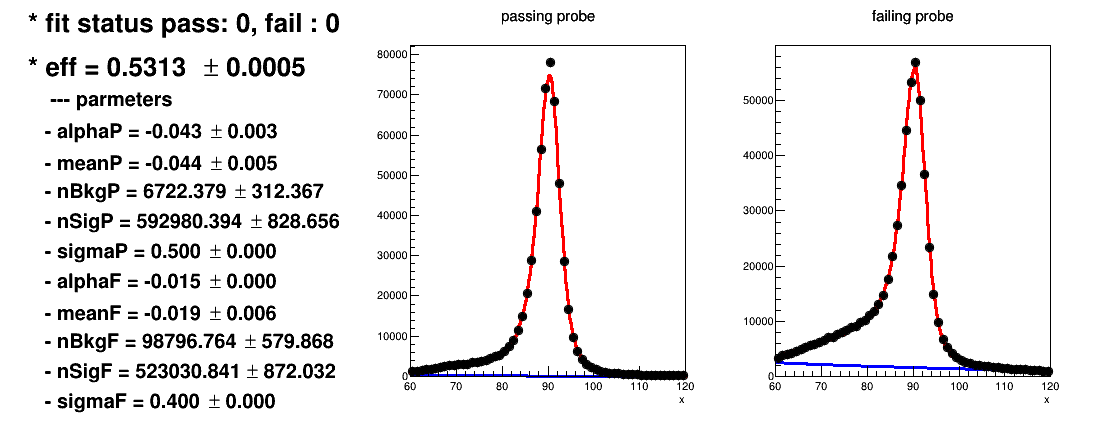 * fit status pass: 0, fail : 0
* eff = 0.5313 ± 0.0005
--- parmeters
- alphaP = -0.043 ± 0.003
- meanP = -0.044 ± 0.005
- nBkgP = 6722.379 ± 312.367
- nSigP = 592980.394 ± 828.656
- sigmaP = 0.500 ± 0.000
- alphaF = -0.015 ± 0.000
- meanF = -0.019 ± 0.006
- nBkgF = 98796.764 ± 579.868
- nSigF = 523030.841 ± 872.032
- sigmaF = 0.400 ± 0.000
passing probe
80000
70000
60000
50000
40000
30000
20000
10000
0
60 70 80 90 100 110 120
x
failing probe
50000
40000
30000
20000
10000
0
60 70 80 90 100 110 120
x